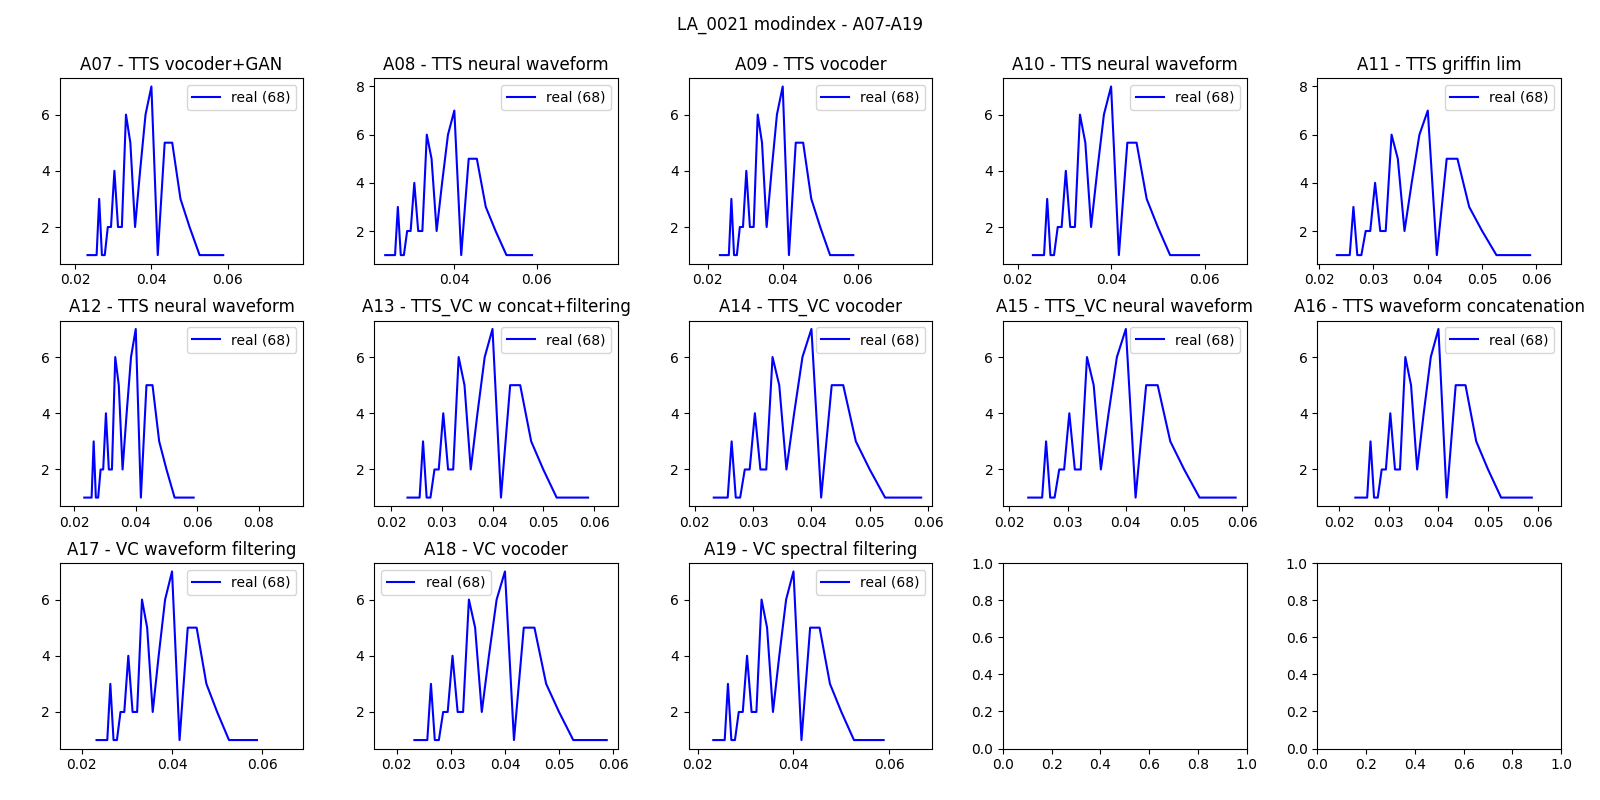 LA_0021 modindex - A07-A19
A07 - TTS vocoder+GAN
real (68)
6
4
2
0.02 0.04 0.06
A08 - TTS neural waveform
real (68)
8
6
4
2
0.04 0.06
A09 - TTS vocoder
real (68)
6
4
2
0.02 0.04 0.06
A10 - TTS neural waveform
real (68)
6
4
2
0.02 0.04 0.06
A11 - TTS griffin lim
real (68)
8
6
4
2
0.02 0.03 0.04 0.05 0.06
A12 - TTS neural waveform
real (68)
6
4
2
0.02 0.04 0.06 0.08
A13 - TTS_VC w concat+filtering
real (68)
6
4
2
0.02 0.03 0.04 0.05 0.06
A14 - TTS_VC vocoder
real (68)
6
4
2
0.02 0.03 0.04 0.05 0.06
A15 - TTS_VC neural waveform
real (68)
6
4
2
0.02 0.03 0.04 0.05 0.06
A16 - TTS waveform concatenation
real (68)
6
4
2
0.02 0.03 0.04 0.05 0.06
A17 - VC waveform filtering
real (68)
6
4
2
0.02 0.04 0.06
A18 - VC vocoder
real (68)
6
4
2
0.02 0.03 0.04 0.05 0.06
A19 - VC spectral filtering
real (68)
6
4
2
0.02 0.04 0.06
1.0
0.8
0.6
0.4
0.2
0.0
0.0 0.2 0.4 0.6 0.8 1.0
1.0
0.8
0.6
0.4
0.2
0.0
0.0 0.2 0.4 0.6 0.8 1.0